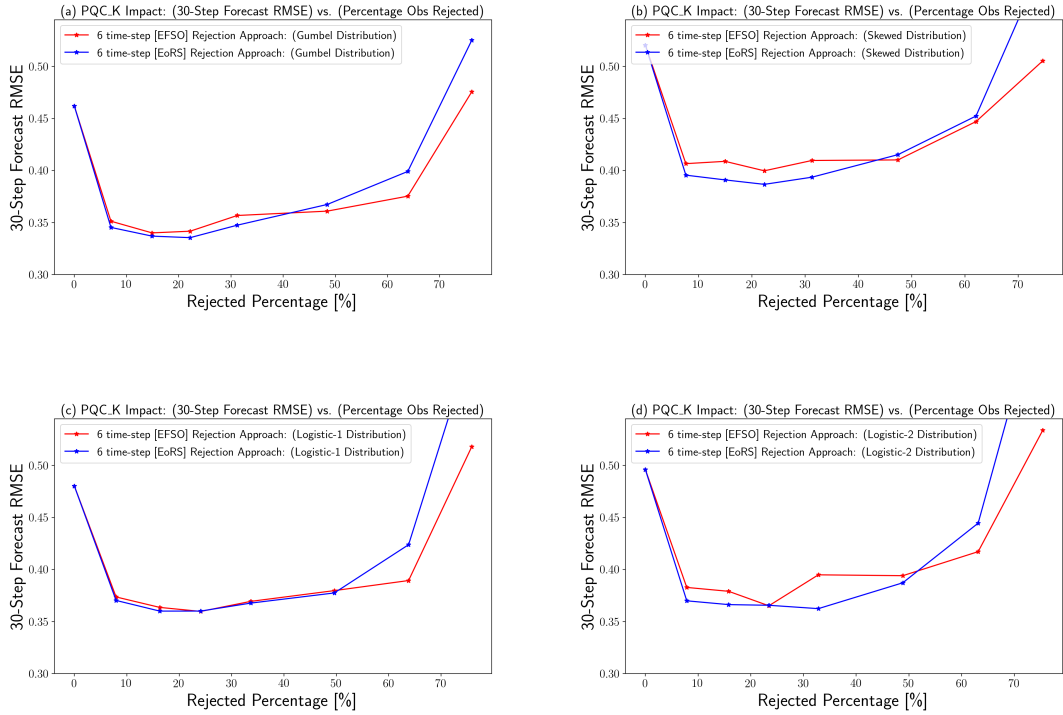 (a) PQC_K Impact: (30-Step Forecast RMSE) vs. (Percentage Obs Rejected)
6 time-step [EFSO] Rejection Approach: (Gumbel Distribution)
6 time-step [EoRS] Rejection Approach: (Gumbel Distribution)
30-Step Forecast RMSE
0.50
0.45
0.40
0.35
0.30
0 10 20 30 40 50 60 70
Rejected Percentage [%]
(b) PQC_K Impact: (30-Step Forecast RMSE) vs. (Percentage Obs Rejected)
6 time-step [EFSO] Rejection Approach: (Skewed Distribution)
6 time-step [EoRS] Rejection Approach: (Skewed Distribution)
30-Step Forecast RMSE
0.50
0.45
0.40
0.35
0.30
0 10 20 30 40 50 60 70
Rejected Percentage [%]
(c) PQC_K Impact: (30-Step Forecast RMSE) vs. (Percentage Obs Rejected)
6 time-step [EFSO] Rejection Approach: (Logistic-1 Distribution)
6 time-step [EoRS] Rejection Approach: (Logistic-1 Distribution)
30-Step Forecast RMSE
0.50
0.45
0.40
0.35
0.30
0 10 20 30 40 50 60 70
Rejected Percentage [%]
(d) PQC_K Impact: (30-Step Forecast RMSE) vs. (Percentage Obs Rejected)
6 time-step [EFSO] Rejection Approach: (Logistic-2 Distribution)
6 time-step [EoRS] Rejection Approach: (Logistic-2 Distribution)
30-Step Forecast RMSE
0.50
0.45
0.40
0.35
0.30
0 10 20 30 40 50 60 70
Rejected Percentage [%]